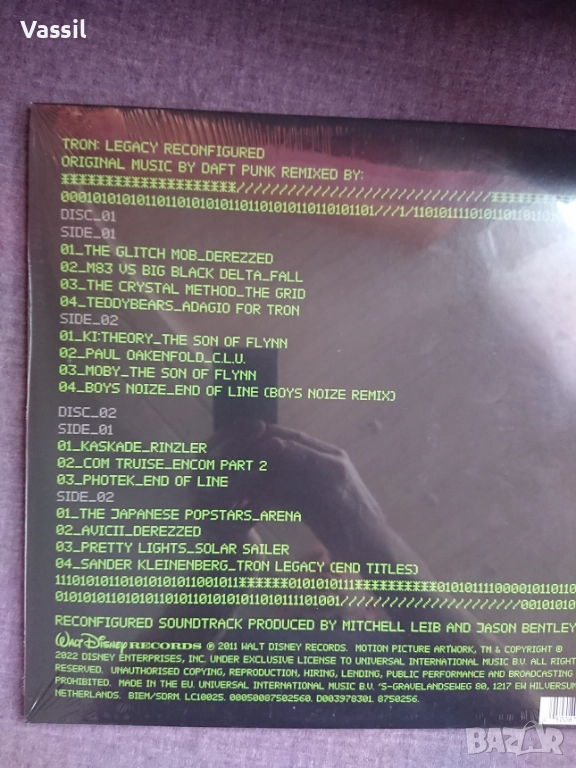 Vassil
TRON: LEGACY RECONFIGURED
ORIGINAL MUSIC BY DAFT PUNK REMIXED BY:
DISC_01
SIDE_01
01_THE GLITCH MOB_DEREZZED
02_M83 VS BIG BLACK DELTA_FALL
03_THE CRYSTAL METHOD_THE GRID
04_TEDDYBEARS_ADAGIO FOR TRON
SIDE_02
01_KI:THEORY_THE SON OF FLYNN
02_PAUL OAKENFOLD_C.L.U.
03_MOBY_THE SON OF FLYNN
04_BOYS NOIZE_END OF LINE (BOYS NOIZE REMIX)
DISC_02
SIDE_01
01_KASKADE_RINZLER
02_COM TRUISE_ENCOM PART 2
03_PHOTEK_END OF LINE
SIDE_02
01_THE JAPANESE POPSTARS_ARENA
02_AVICII_DEREZZED
03_PRETTY LIGHTS_SOLAR SAILER
04_SANDER KLEINENBERG_TRON LEGACY (END TITLES)
RECONFIGURED SOUNDTRACK PRODUCED BY MITCHELL LEIB AND JASON BENTLEY
WALT DISNEY RECORDS ℗ 2011 WALT DISNEY RECORDS. MOTION PICTURE ARTWORK, TM & COPYRIGHT ©
2022 DISNEY ENTERPRISES, INC. UNDER EXCLUSIVE LICENSE TO UNIVERSAL INTERNATIONAL MUSIC B.V. ALL RIGHT
RESERVED. UNAUTHORISED COPYING, REPRODUCTION, HIRING, LENDING, PUBLIC PERFORMANCE AND BROADCASTING
PROHIBITED. MADE IN THE EU. UNIVERSAL INTERNATIONAL MUSIC B.V. 'S-GRAVELANDSEWEG 80, 1217 EW HILVERSUM
NETHERLANDS. BIEM/SDRM. LC10025. 00050087502560. D003978301. 8750256.
BAZAR